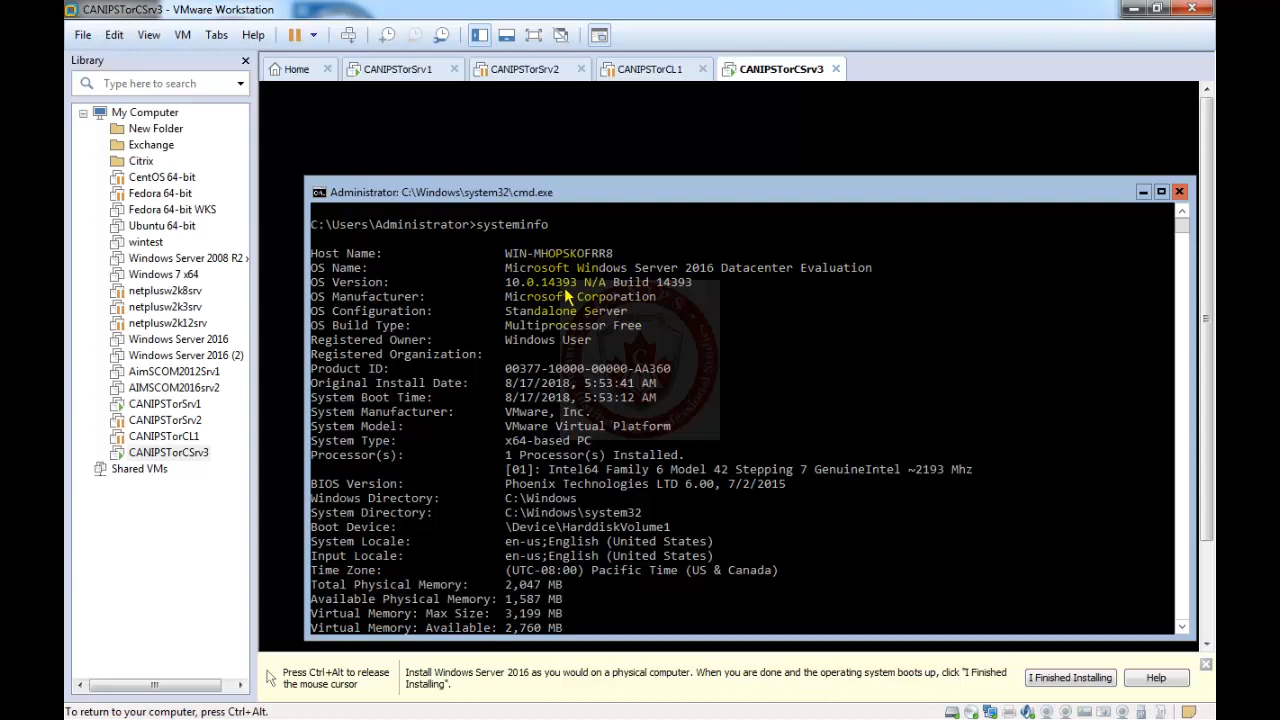 CANIPSTorCSrv3 - VMware Workstation
File Edit View VM Tabs Help
Library
Type here to search
Home CANIPSTorSrv1 CANIPSTorSrv2 CANIPSTorCL1 CANIPSTorCSrv3
My Computer
New Folder
Exchange
Citrix
CentOS 64-bit
Fedora 64-bit
Fedora 64-bit WKS
Ubuntu 64-bit
wintest
Windows Server 2008 R2 x
Windows 7 x64
netplusw2k8srv
netplusw2k3srv
netplusw2k12srv
Windows Server 2016
Windows Server 2016 (2)
AimSCOM2012Srv1
AIMSCOM2016srv2
CANIPSTorSrv1
CANIPSTorSrv2
CANIPSTorCL1
CANIPSTorCSrv3
Shared VMs
Administrator: C:\Windows\system32\cmd.exe
C:\Users\Administrator>systeminfo
Host Name: WIN-MHOPSKOFRR8
OS Name: Microsoft Windows Server 2016 Datacenter Evaluation
OS Version: 10.0.14393 N/A Build 14393
OS Manufacturer: Microsoft Corporation
OS Configuration: Standalone Server
OS Build Type: Multiprocessor Free
Registered Owner: Windows User
Registered Organization:
Product ID: 00377-10000-00000-AA360
Original Install Date: 8/17/2018, 5:53:41 AM
System Boot Time: 8/17/2018, 5:53:12 AM
System Manufacturer: VMware, Inc.
System Model: VMware Virtual Platform
System Type: x64-based PC
Processor(s): 1 Processor(s) Installed.
[01]: Intel64 Family 6 Model 42 Stepping 7 GenuineIntel ~2193 Mhz
BIOS Version: Phoenix Technologies LTD 6.00, 7/2/2015
Windows Directory: C:\Windows
System Directory: C:\Windows\system32
Boot Device: \Device\HarddiskVolume1
System Locale: en-us;English (United States)
Input Locale: en-us;English (United States)
Time Zone: (UTC-08:00) Pacific Time (US & Canada)
Total Physical Memory: 2,047 MB
Available Physical Memory: 1,587 MB
Virtual Memory: Max Size: 3,199 MB
Virtual Memory: Available: 2,760 MB
Press Ctrl+Alt to release
the mouse cursor
Install Windows Server 2016 as you would on a physical computer. When you are done and the operating system boots up, click "I Finished
Installing".
I Finished Installing
Help
To return to your computer, press Ctrl+Alt.